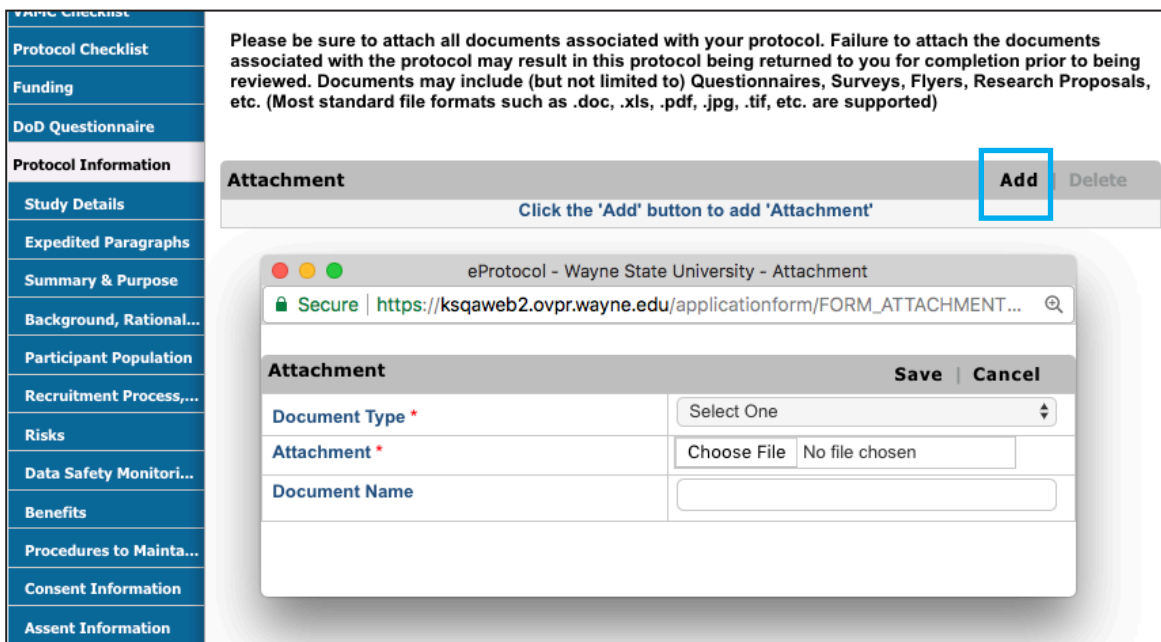 VAMC Checklist
Protocol Checklist
Funding
DoD Questionnaire
Protocol Information
Study Details
Expedited Paragraphs
Summary & Purpose
Background, Rational...
Participant Population
Recruitment Process,...
Risks
Data Safety Monitori...
Benefits
Procedures to Mainta...
Consent Information
Assent Information
Please be sure to attach all documents associated with your protocol. Failure to attach the documents
associated with the protocol may result in this protocol being returned to you for completion prior to being
reviewed. Documents may include (but not limited to) Questionnaires, Surveys, Flyers, Research Proposals,
etc. (Most standard file formats such as .doc, .xls, .pdf, .jpg, .tif, etc. are supported)
Attachment Add | Delete
Click the 'Add' button to add 'Attachment'
eProtocol - Wayne State University - Attachment
Secure | https://ksqaweb2.ovpr.wayne.edu/applicationform/FORM_ATTACHMENT...
Attachment Save | Cancel
Document Type * Select One
Attachment * Choose File No file chosen
Document Name